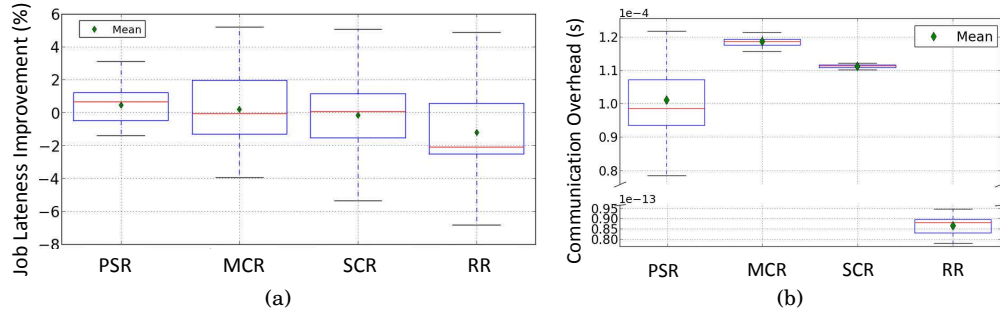 Job Lateness Improvement (%)
6
4
2
0
−2
−4
−6
−8
Mean
PSR MCR SCR RR
(a)
Communication Overhead (s)
1e−4
1.2
1.1
1.0
0.9
0.8
1e−13
0.95
0.90
0.85
0.80
Mean
PSR MCR SCR RR
(b)